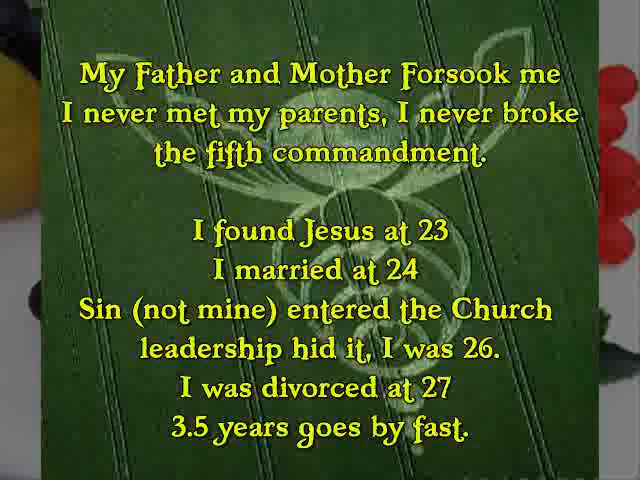 My Father and Mother Forsook me
I never met my parents, I never broke
the fifth commandment.
I found Jesus at 23
I married at 24
Sin (not mine) entered the Church
leadership hid it, I was 26.
I was divorced at 27
3.5 years goes by fast.